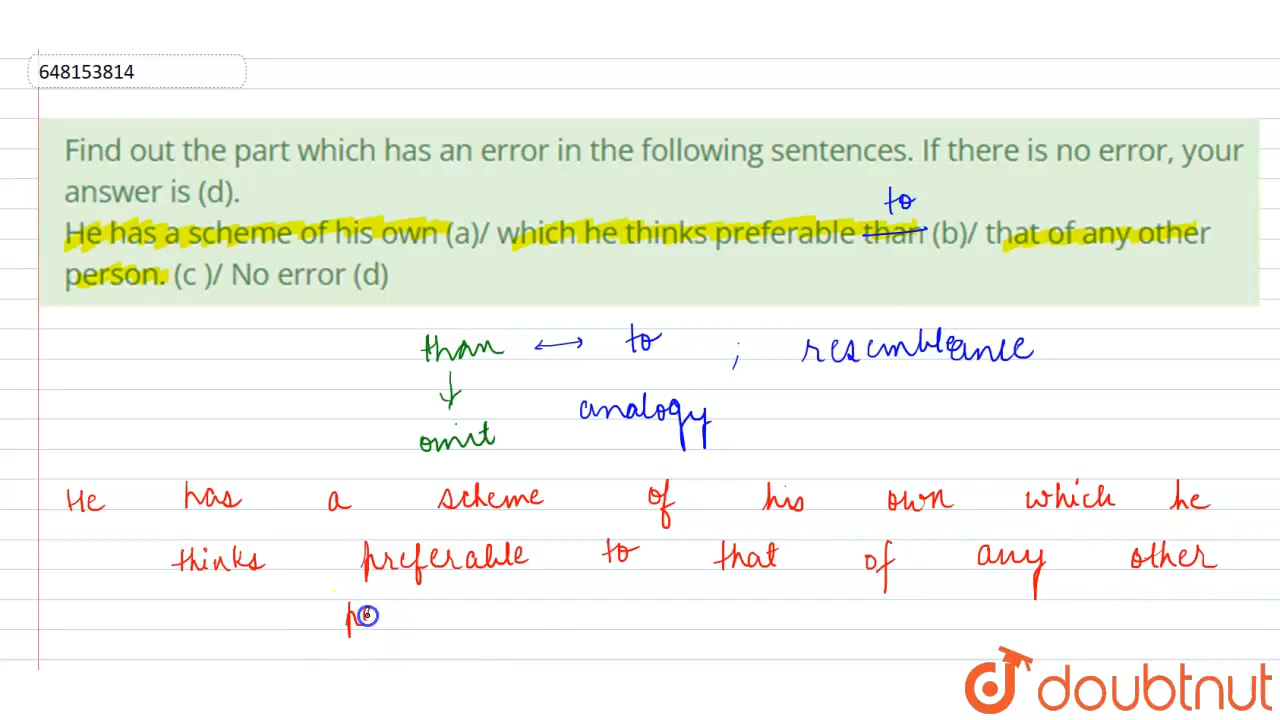 648153814
Find out the part which has an error in the following sentences. If there is no error, your
answer is (d).
to
He has a scheme of his own (a)/ which he thinks preferable than (b)/ that of any other
person. (c )/ No error (d)
than ↔ to ; resembleance
↓ analogy
omit
He has a scheme of his own which he
thinks preferable to that of any other
doubtnut